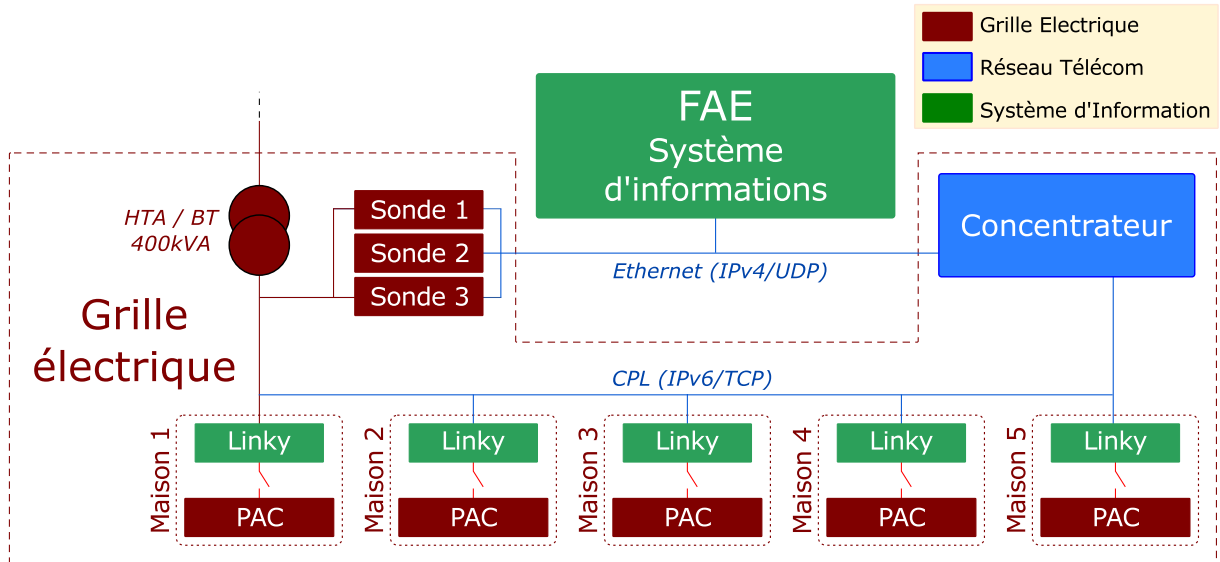 Grille Electrique
Réseau Télécom
Système d'Information
FAE
Système
d'informations
HTA / BT
400kVA
Sonde 1
Sonde 2
Sonde 3
Concentrateur
Ethernet (IPv4/UDP)
Grille
électrique
CPL (IPv6/TCP)
Maison 1
Linky
PAC
Maison 2
Linky
PAC
Maison 3
Linky
PAC
Maison 4
Linky
PAC
Maison 5
Linky
PAC